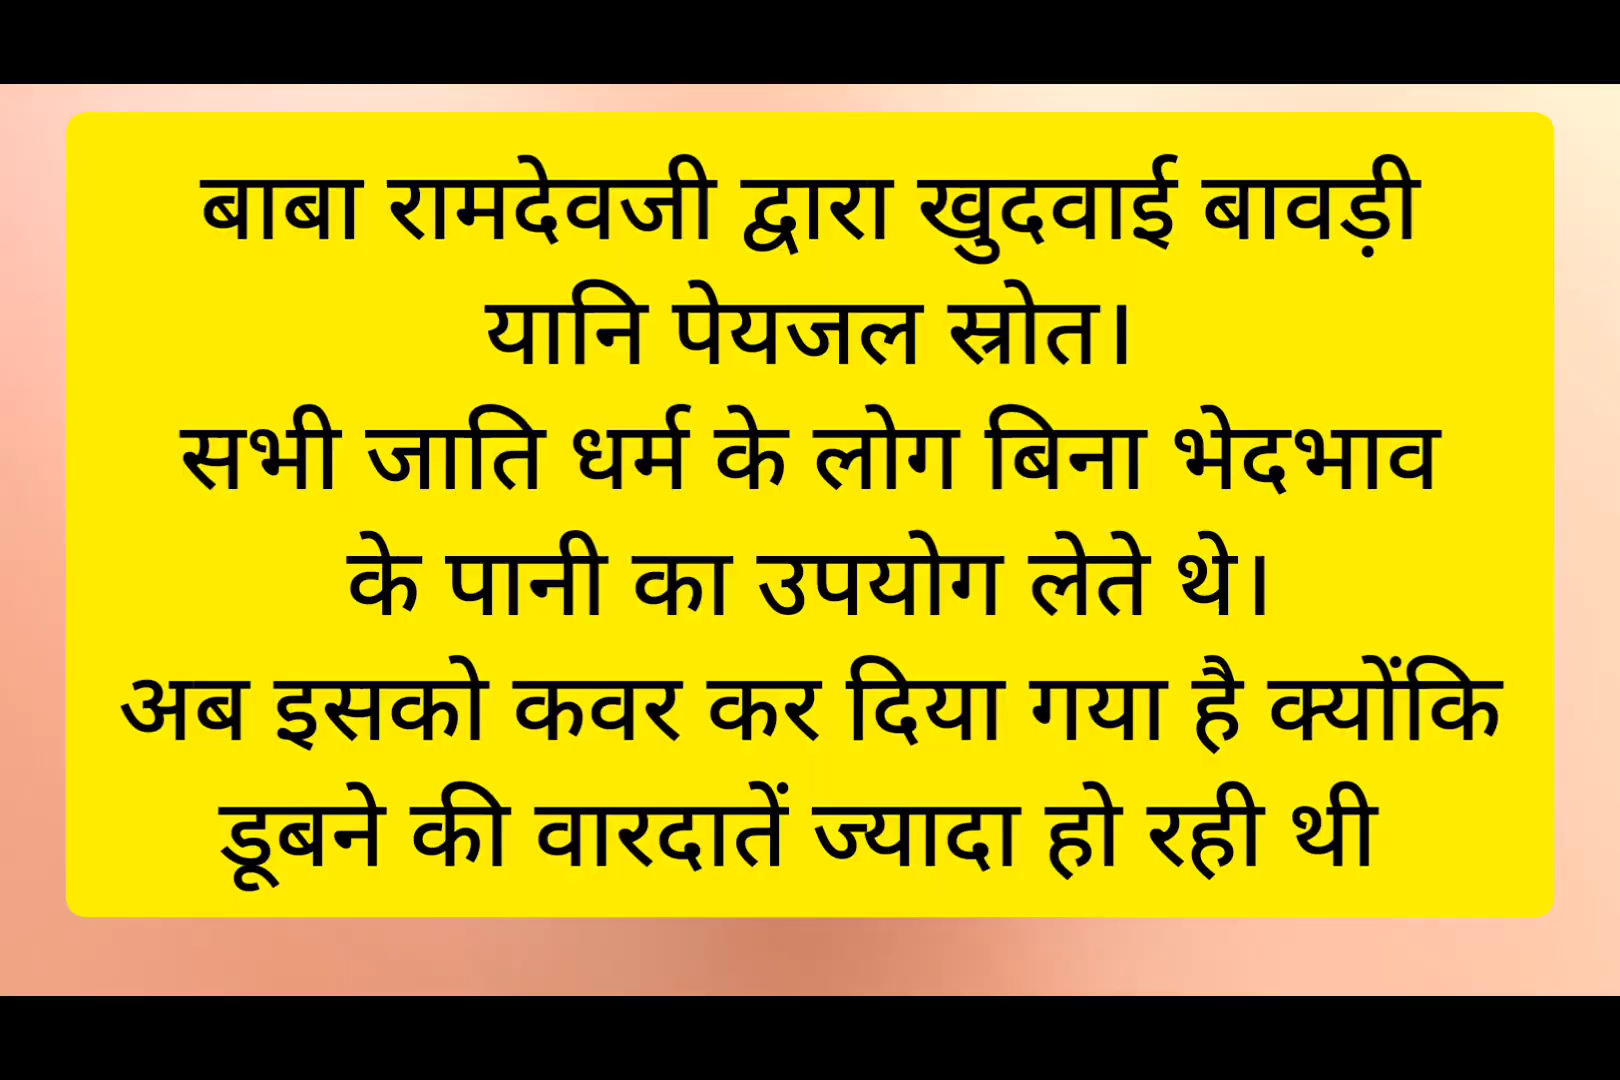 बाबा रामदेवजी द्वारा खुदवाई बावड़ी
यानि पेयजल स्रोत।
सभी जाति धर्म के लोग बिना भेदभाव
के पानी का उपयोग लेते थे।
अब इसको कवर कर दिया गया है क्योंकि
डूबने की वारदातें ज्यादा हो रही थी